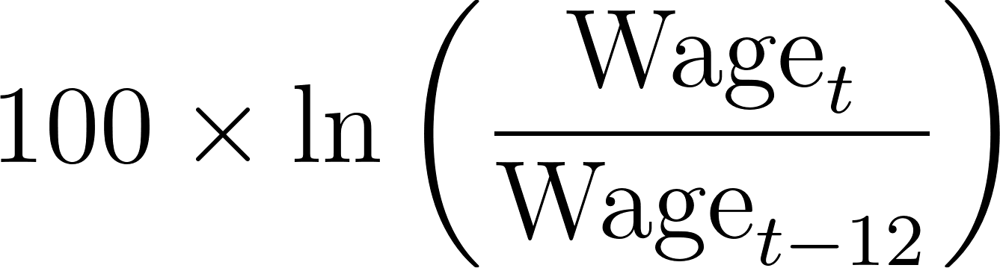 100 × ln ( Wage_t / Wage_{t−12} )